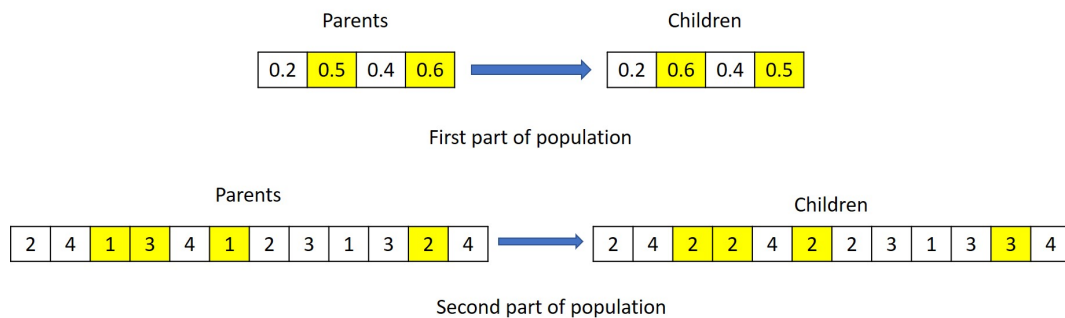 Parents Children
0.2 0.5 0.4 0.6 0.2 0.6 0.4 0.5
First part of population
Parents Children
2 4 1 3 4 1 2 3 1 3 2 4 2 4 2 2 4 2 2 3 1 3 3 4
Second part of population